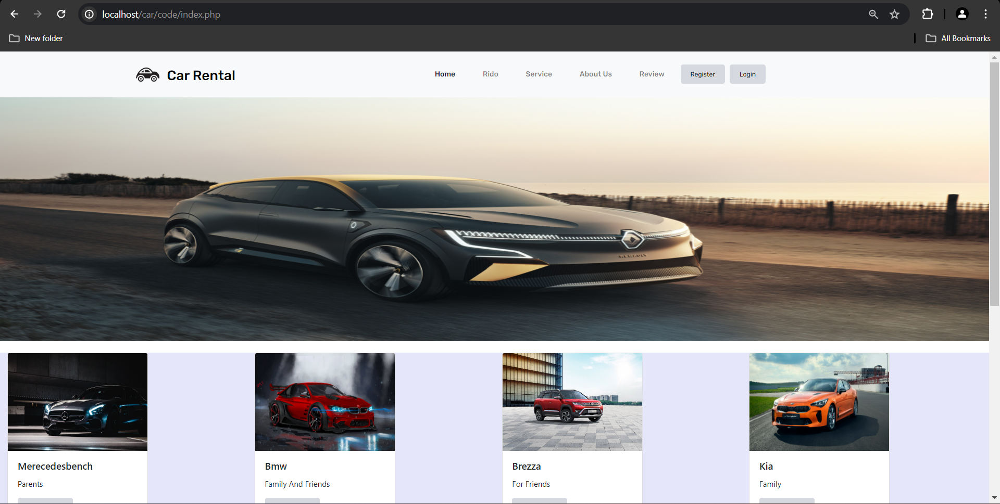 localhost/car/code/index.php
New folder
All Bookmarks
Car Rental
Home Rido Service About Us Review Register Login
RENAULT
Merecedesbench Bmw Brezza Kia
Parents Family And Friends For Friends Family